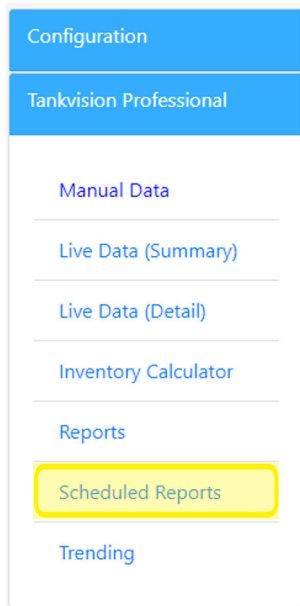 Configuration
Tankvision Professional
Manual Data
Live Data (Summary)
Live Data (Detail)
Inventory Calculator
Reports
Scheduled Reports
Trending